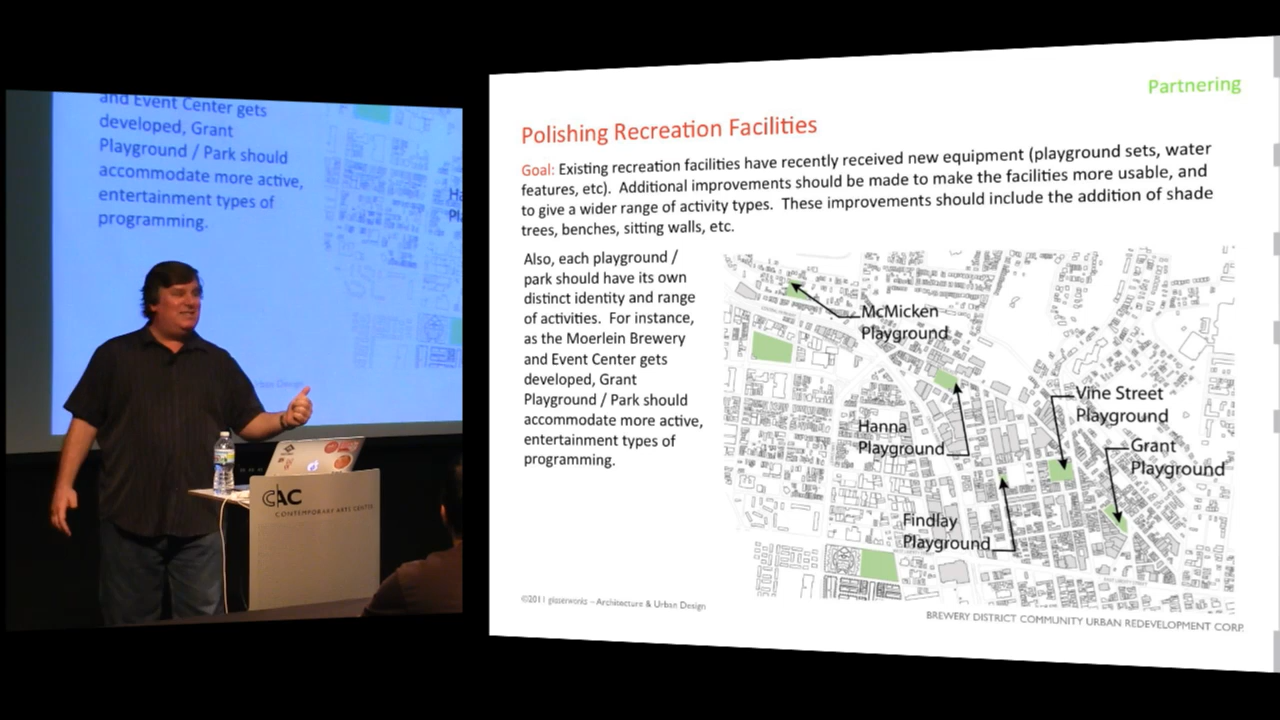 and Event Center gets
developed, Grant
Playground / Park should
accommodate more active,
entertainment types of
programming.
Ha
Pl
CAC
CONTEMPORARY ARTS CENTER
Partnering
Polishing Recreation Facilities
Goal: Existing recreation facilities have recently received new equipment (playground sets, water
features, etc). Additional improvements should be made to make the facilities more usable, and
to give a wider range of activity types. These improvements should include the addition of shade
trees, benches, sitting walls, etc.
Also, each playground /
park should have its own
distinct identity and range
of activities. For instance,
as the Moerlein Brewery
and Event Center gets
developed, Grant
Playground / Park should
accommodate more active,
entertainment types of
programming.
McMicken
Playground
Vine Street
Playground
Hanna
Playground
Grant
Playground
Findlay
Playground
©2011 glaserworks – Architecture & Urban Design
BREWERY DISTRICT COMMUNITY URBAN REDEVELOPMENT CORP.